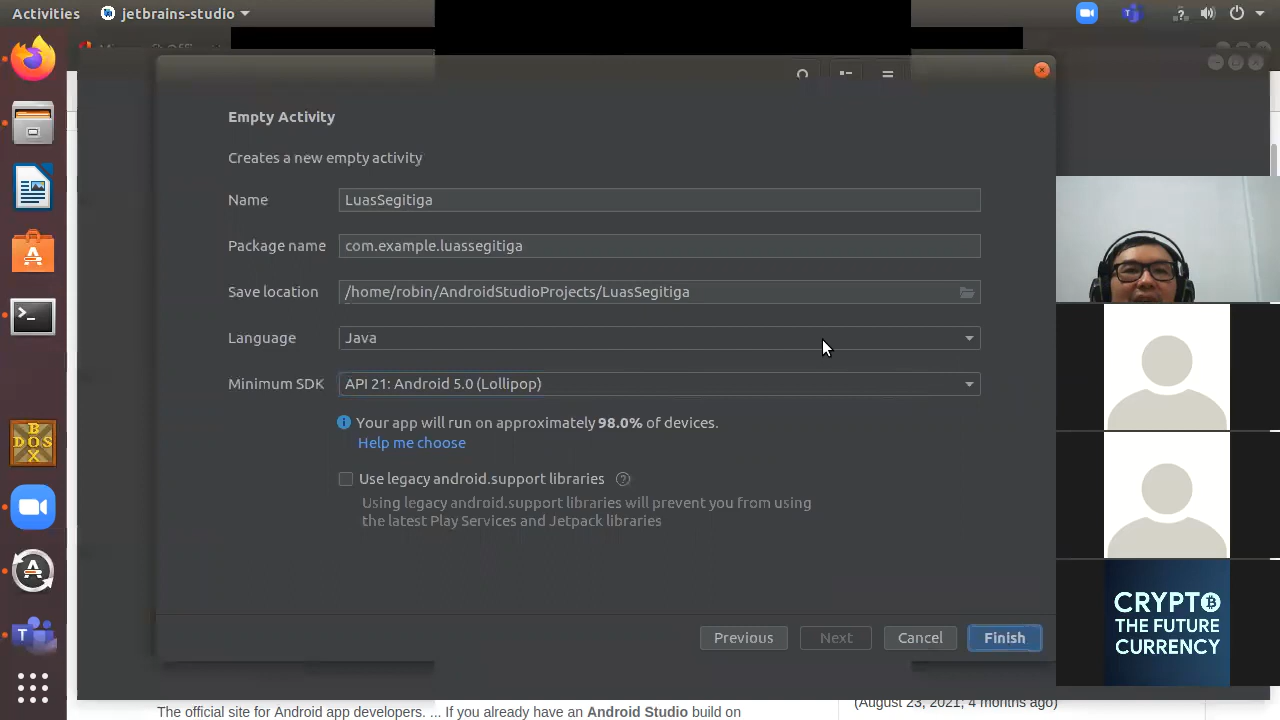 Activities
jetbrains-studio
Empty Activity
Creates a new empty activity
Name
LuasSegitiga
Package name
com.example.luassegitiga
Save location
/home/robin/AndroidStudioProjects/LuasSegitiga
Language
Java
Minimum SDK
API 21: Android 5.0 (Lollipop)
Your app will run on approximately 98.0% of devices.
Help me choose
Use legacy android.support libraries
Using legacy android.support libraries will prevent you from using
the latest Play Services and Jetpack libraries
Previous
Next
Cancel
Finish
CRYPTO
THE FUTURE
CURRENCY
DOS
BOX
The official site for Android app developers. ... If you already have an Android Studio build on
(August 23, 2021; 4 months ago)